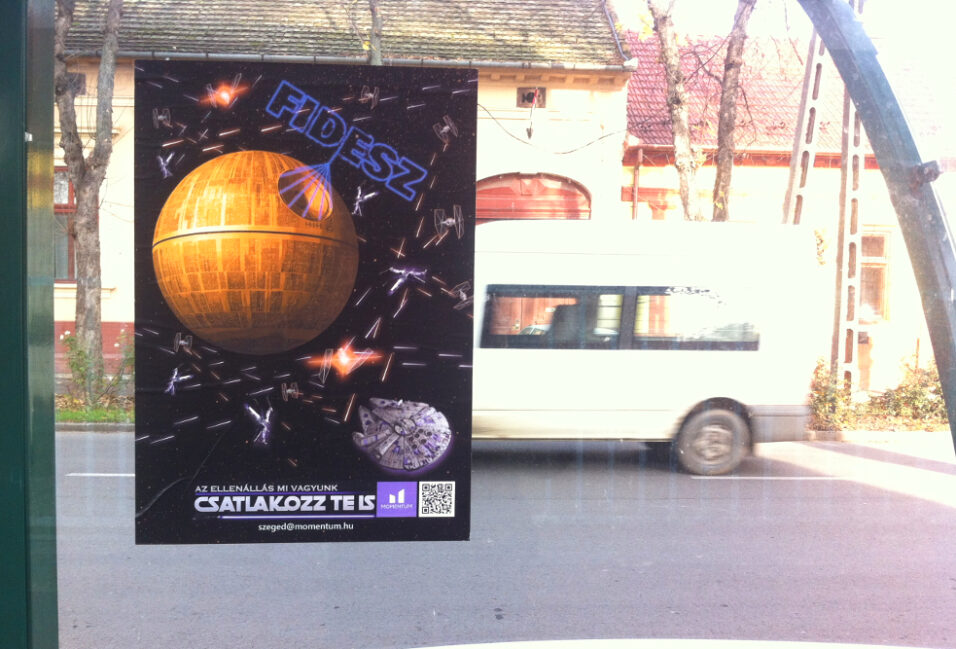 FIDESZ
AZ ELLENÁLLÁS MI VAGYUNK
CSATLAKOZZ TE IS
MOMENTUM
szeged@momentum.hu